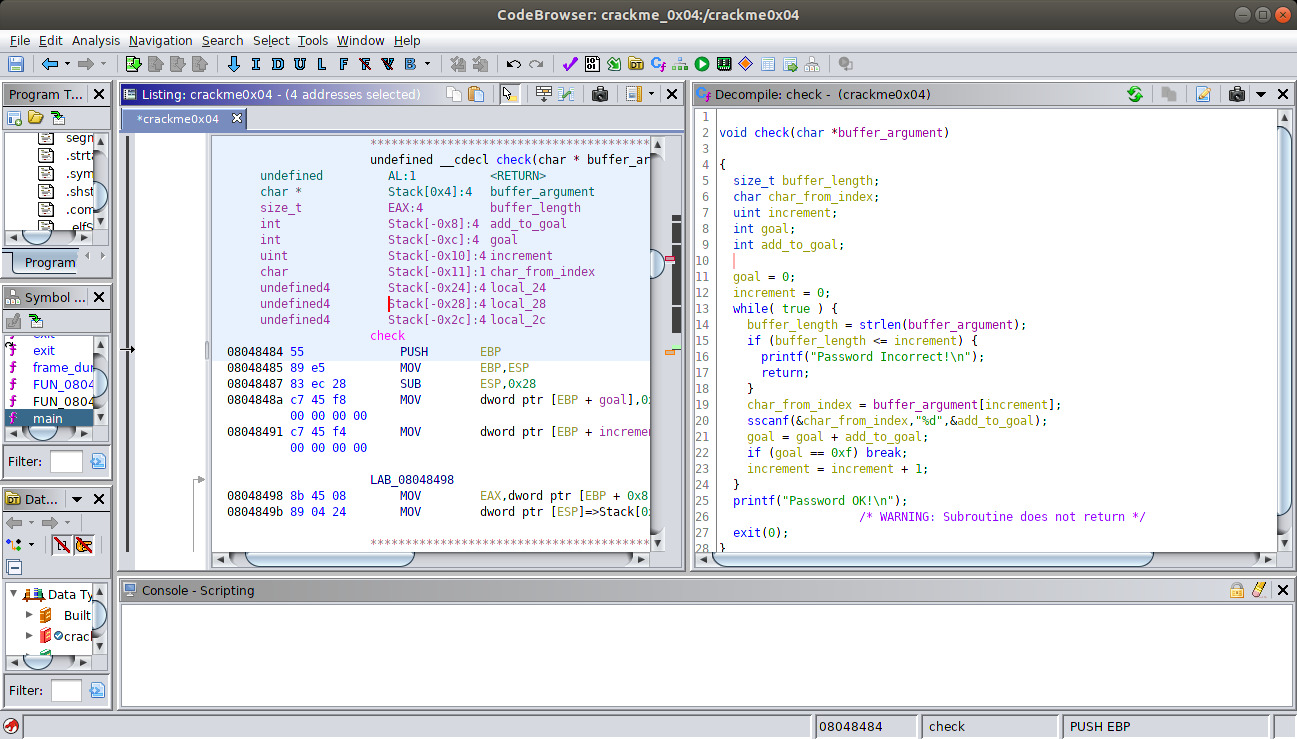 CodeBrowser: crackme_0x04:/crackme0x04
File Edit Analysis Navigation Search Select Tools Window Help
I D U L F B
Program T...
segm
.strta
.sym
.shst
.com
_elfS
Program
Symbol ...
exit
exit
frame_dur
FUN_0804
FUN_0804
main
Filter:
Dat...
Data Ty
Built
crack
Filter:
Listing: crackme0x04 - (4 addresses selected)
*crackme0x04
****************************************
undefined __cdecl check(char * buffer_ar
undefined AL:1 <RETURN>
char * Stack[0x4]:4 buffer_argument
size_t EAX:4 buffer_length
int Stack[-0x8]:4 add_to_goal
int Stack[-0xc]:4 goal
uint Stack[-0x10]:4 increment
char Stack[-0x11]:1 char_from_index
undefined4 Stack[-0x24]:4 local_24
undefined4 Stack[-0x28]:4 local_28
undefined4 Stack[-0x2c]:4 local_2c
check
08048484 55 PUSH EBP
08048485 89 e5 MOV EBP,ESP
08048487 83 ec 28 SUB ESP,0x28
0804848a c7 45 f8 MOV dword ptr [EBP + goal],0x
00 00 00 00
08048491 c7 45 f4 MOV dword ptr [EBP + incremen
00 00 00 00
LAB_08048498
08048498 8b 45 08 MOV EAX,dword ptr [EBP + 0x8
0804849b 89 04 24 MOV dword ptr [ESP]=>Stack[0x
****************************************
Decompile: check - (crackme0x04)
1
2 void check(char *buffer_argument)
3
4 {
5 size_t buffer_length;
6 char char_from_index;
7 uint increment;
8 int goal;
9 int add_to_goal;
10
11 goal = 0;
12 increment = 0;
13 while( true ) {
14 buffer_length = strlen(buffer_argument);
15 if (buffer_length <= increment) {
16 printf("Password Incorrect!\n");
17 return;
18 }
19 char_from_index = buffer_argument[increment];
20 sscanf(&char_from_index,"%d",&add_to_goal);
21 goal = goal + add_to_goal;
22 if (goal == 0xf) break;
23 increment = increment + 1;
24 }
25 printf("Password OK!\n");
26 /* WARNING: Subroutine does not return */
27 exit(0);
28 }
Console - Scripting
08048484 check PUSH EBP